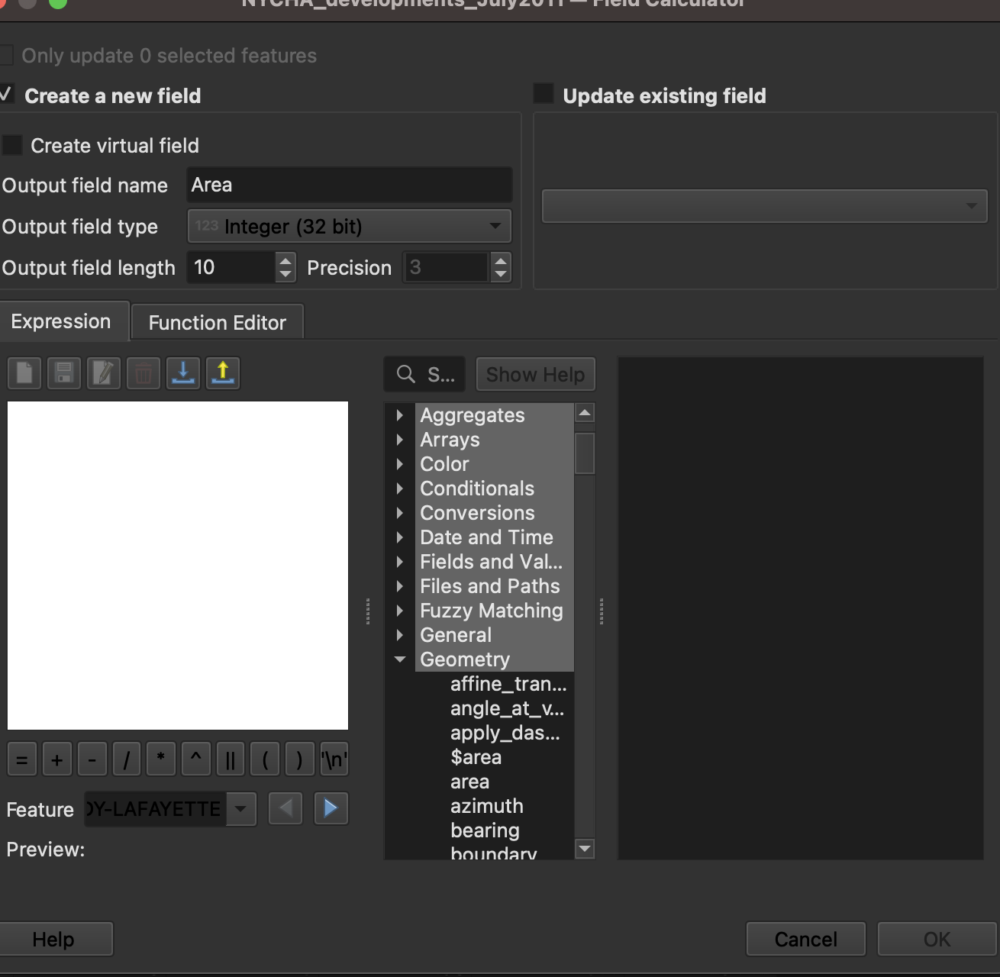 NYCHA_developments_July2011 — Field Calculator
Only update 0 selected features
Create a new field
Update existing field
Create virtual field
Output field name Area
Output field type 123 Integer (32 bit)
Output field length 10 Precision 3
Expression Function Editor
S... Show Help
Aggregates
Arrays
Color
Conditionals
Conversions
Date and Time
Fields and Val...
Files and Paths
Fuzzy Matching
General
Geometry
affine_tran...
angle_at_v...
apply_das...
$area
area
azimuth
bearing
boundary
= + - / * ^ || ( ) '\n'
Feature DY-LAFAYETTE
Preview:
Help Cancel OK